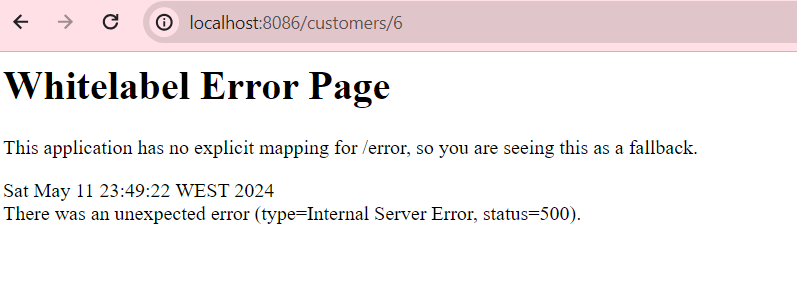 localhost:8086/customers/6
Whitelabel Error Page
This application has no explicit mapping for /error, so you are seeing this as a fallback.
Sat May 11 23:49:22 WEST 2024
There was an unexpected error (type=Internal Server Error, status=500).